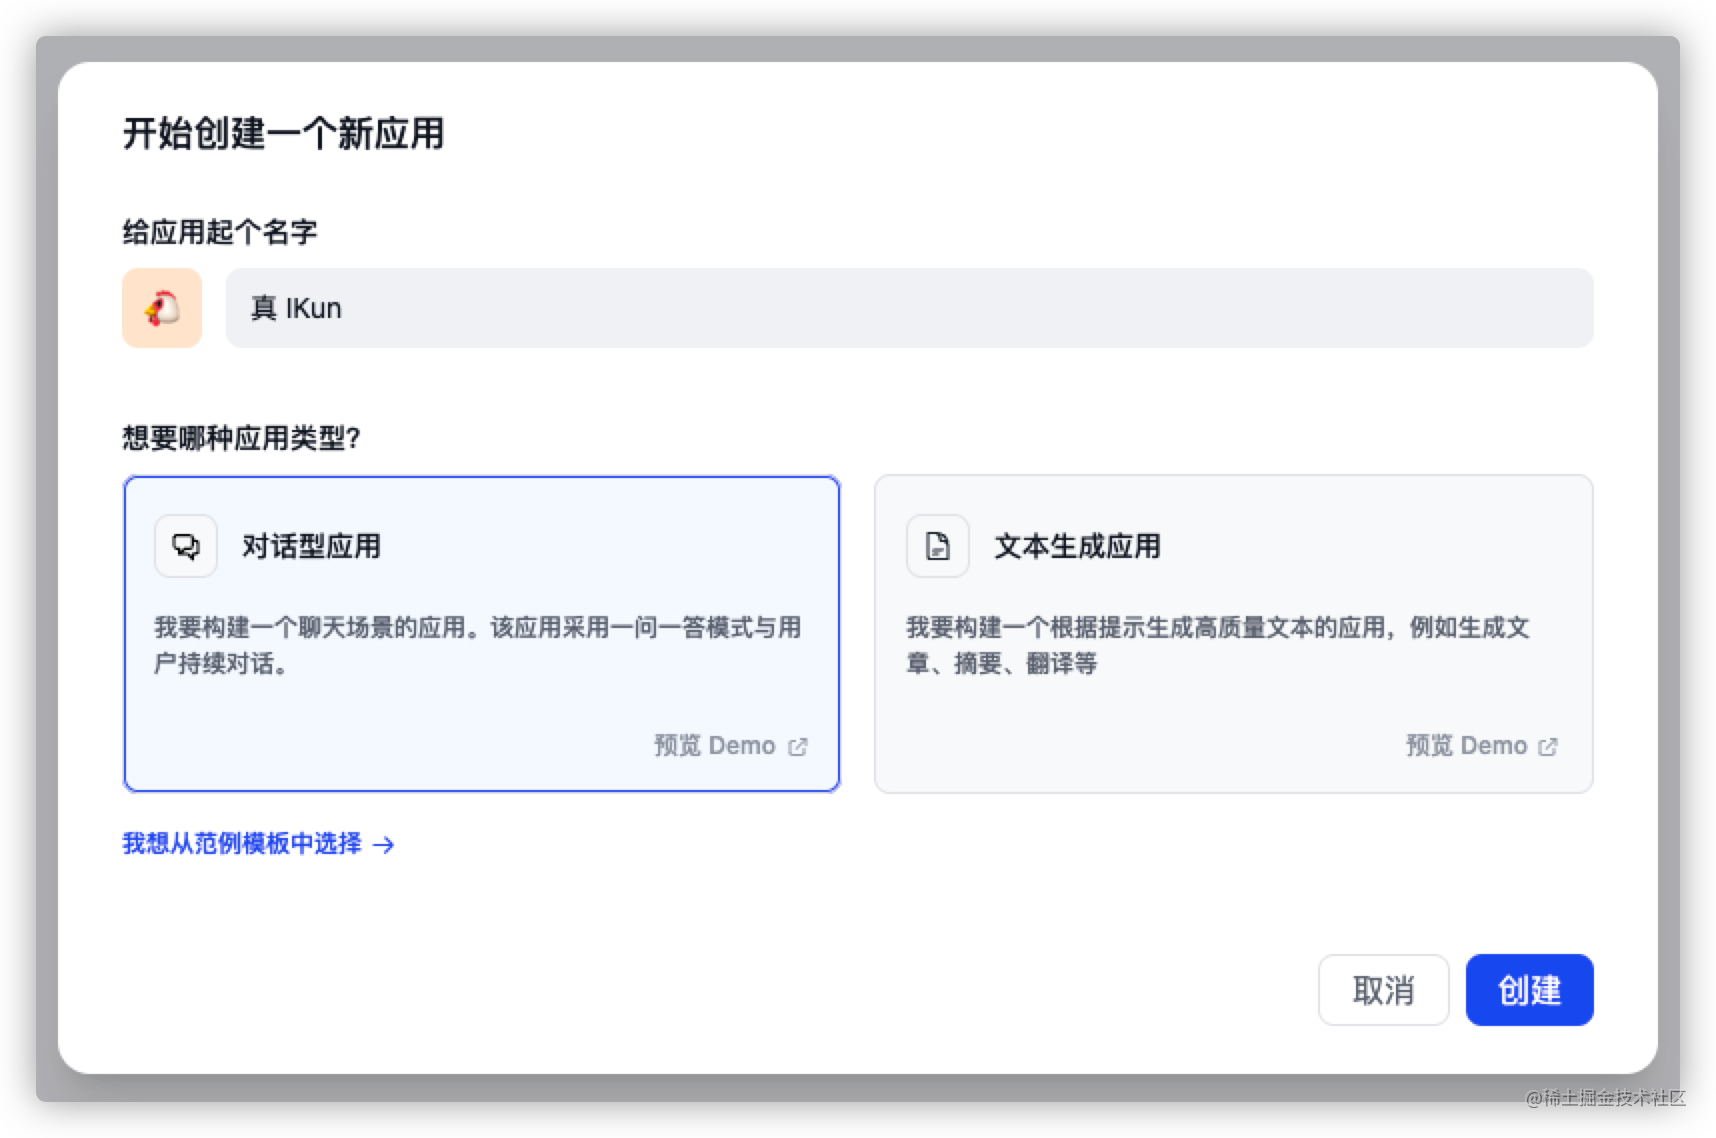 开始创建一个新应用
给应用起个名字
真 IKun
想要哪种应用类型?
对话型应用
我要构建一个聊天场景的应用。该应用采用一问一答模式与用
户持续对话。
预览 Demo
文本生成应用
我要构建一个根据提示生成高质量文本的应用，例如生成文
章、摘要、翻译等
预览 Demo
我想从范例模板中选择 →
取消
创建
@稀土掘金技术社区